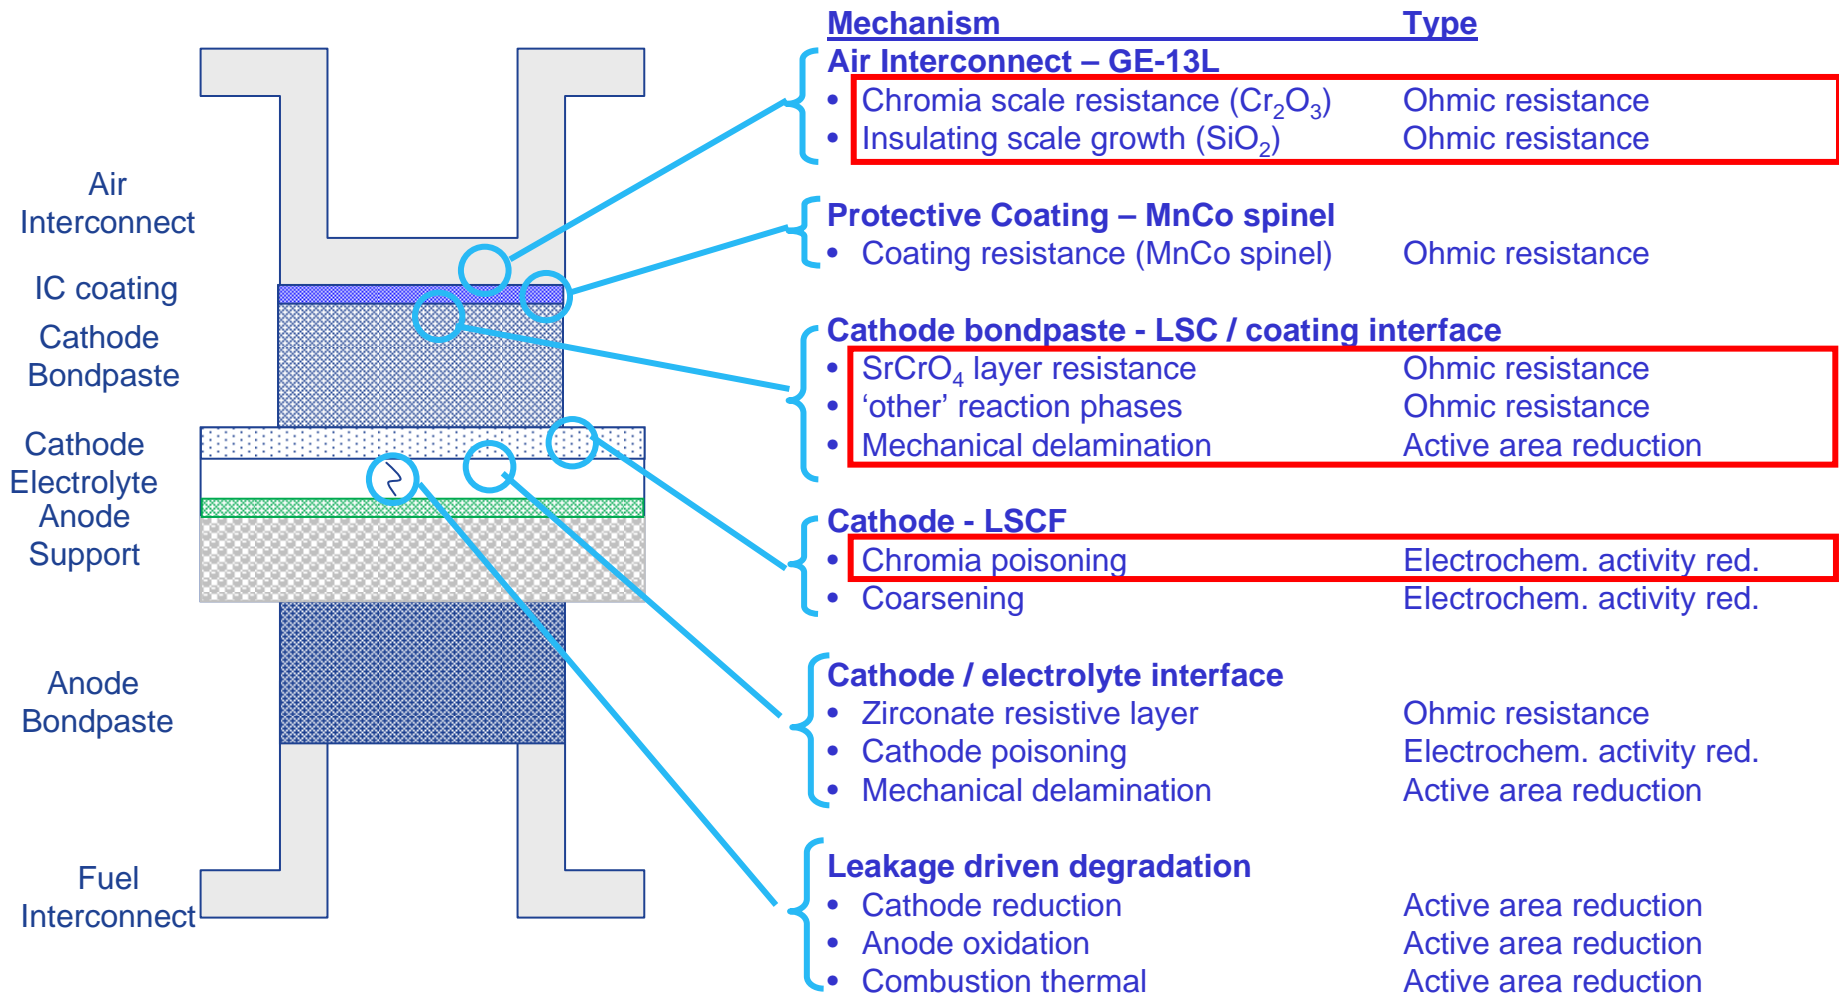 Mechanism Type
Air Interconnect – GE-13L
• Chromia scale resistance (Cr₂O₃) Ohmic resistance
• Insulating scale growth (SiO₂) Ohmic resistance
Protective Coating – MnCo spinel
• Coating resistance (MnCo spinel) Ohmic resistance
Cathode bondpaste - LSC / coating interface
• SrCrO₄ layer resistance Ohmic resistance
• ‘other’ reaction phases Ohmic resistance
• Mechanical delamination Active area reduction
Cathode - LSCF
• Chromia poisoning Electrochem. activity red.
• Coarsening Electrochem. activity red.
Cathode / electrolyte interface
• Zirconate resistive layer Ohmic resistance
• Cathode poisoning Electrochem. activity red.
• Mechanical delamination Active area reduction
Leakage driven degradation
• Cathode reduction Active area reduction
• Anode oxidation Active area reduction
• Combustion thermal Active area reduction
Air
Interconnect
IC coating
Cathode
Bondpaste
Cathode
Electrolyte
Anode
Support
Anode
Bondpaste
Fuel
Interconnect